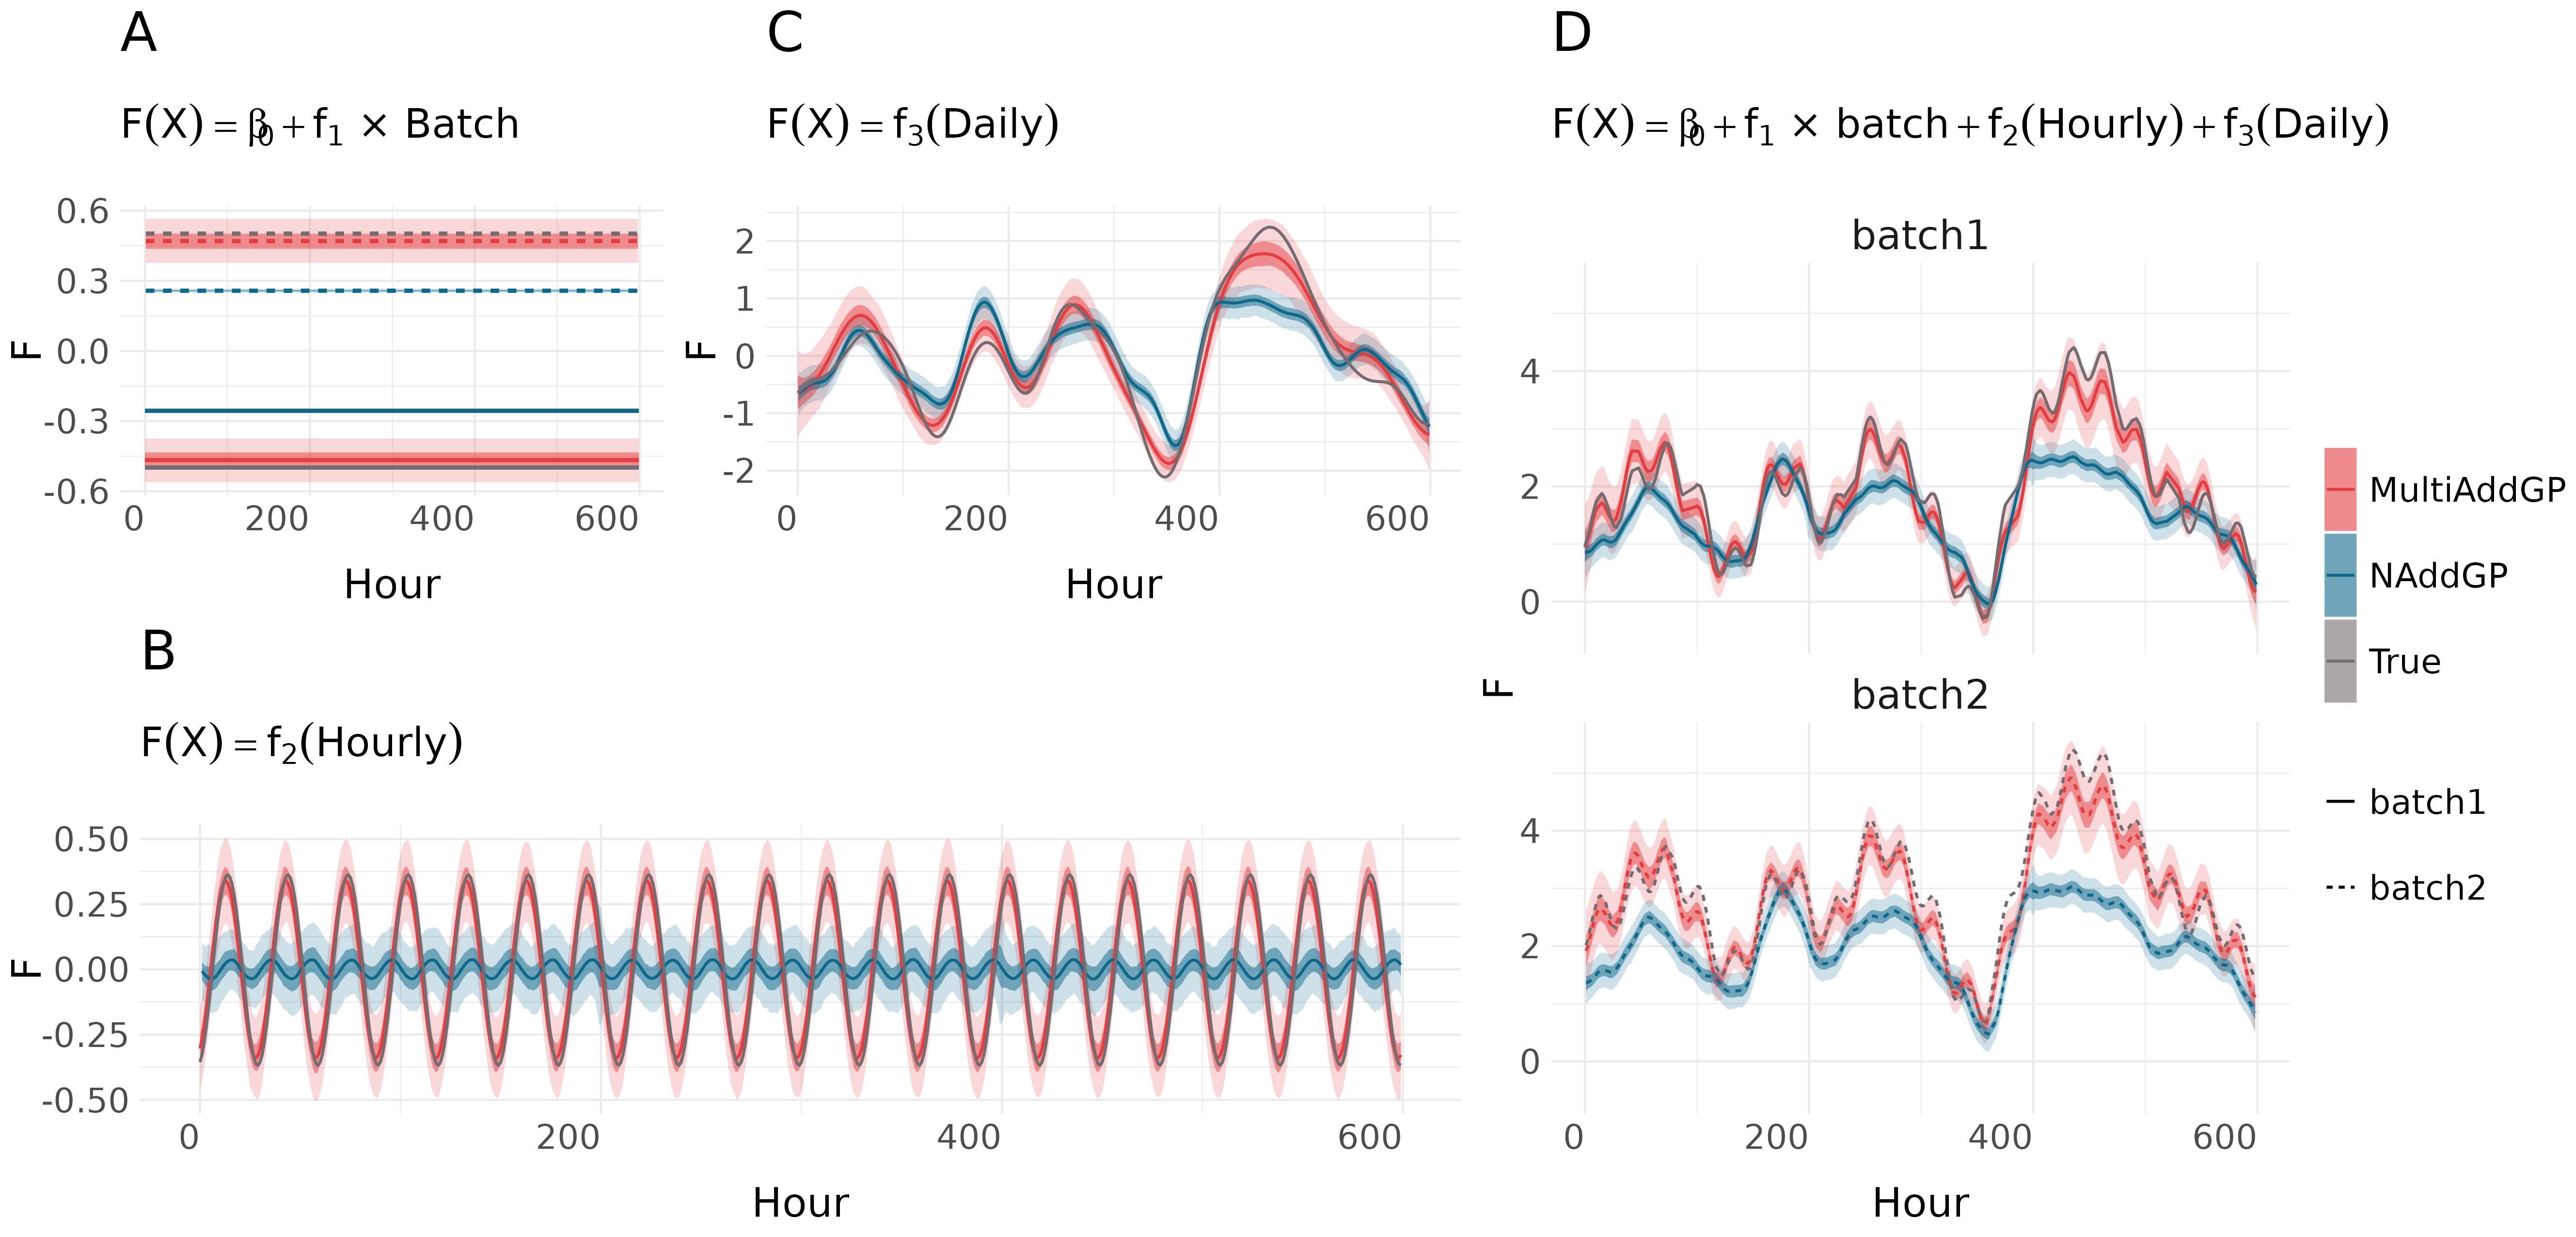 A
F(X) = β₀ + f₁ × Batch
0.6
0.3
0.0
-0.3
-0.6
F
0 200 400 600
Hour
B
F(X) = f₂(Hourly)
0.50
0.25
0.00
-0.25
-0.50
F
0 200 400 600
Hour
C
F(X) = f₃(Daily)
2
1
0
-1
-2
F
0 200 400 600
Hour
D
F(X) = β₀ + f₁ × batch + f₂(Hourly) + f₃(Daily)
batch1
4
2
0
F
batch2
4
2
0
0 200 400 600
Hour
MultiAddGP
NAddGP
True
batch1
batch2